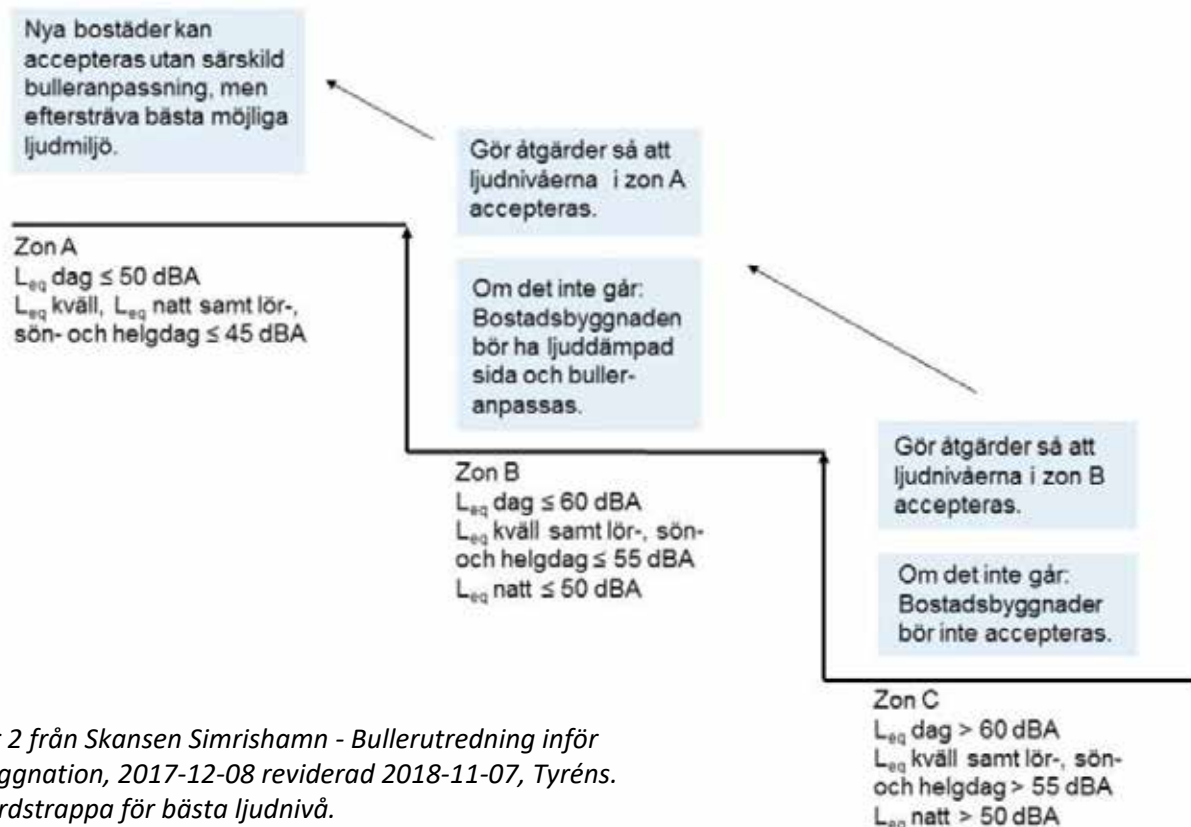 Nya bostäder kan
accepteras utan särskild
bulleranpassning, men
eftersträva bästa möjliga
ljudmiljö.
Gör åtgärder så att
ljudnivåerna i zon A
accepteras.
Zon A
Leq dag ≤ 50 dBA
Leq kväll, Leq natt samt lör-,
sön- och helgdag ≤ 45 dBA
Om det inte går:
Bostadsbyggnaden
bör ha ljuddämpad
sida och buller-
anpassas.
Zon B
Leq dag ≤ 60 dBA
Leq kväll samt lör-, sön-
och helgdag ≤ 55 dBA
Leq natt ≤ 50 dBA
Gör åtgärder så att
ljudnivåerna i zon B
accepteras.
Om det inte går:
Bostadsbyggnader
bör inte accepteras.
Zon C
Leq dag > 60 dBA
Leq kväll samt lör-, sön-
och helgdag > 55 dBA
Leq natt > 50 dBA
2 från Skansen Simrishamn - Bullerutredning inför
2017-12-08 reviderad 2018-11-07, Tyréns.
för bästa ljudnivå.